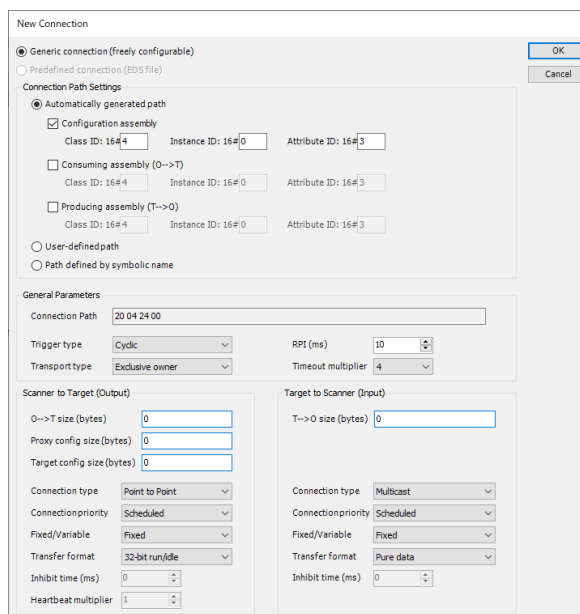 New Connection
Generic connection (freely configurable)
OK
Predefined connection (EDS file)
Cancel
Connection Path Settings
Automatically generated path
Configuration assembly
Class ID: 16# 4 Instance ID: 16# 0 Attribute ID: 16# 3
Consuming assembly (O-->T)
Class ID: 16# 4 Instance ID: 16# 0 Attribute ID: 16# 3
Producing assembly (T-->O)
Class ID: 16# 4 Instance ID: 16# 0 Attribute ID: 16# 3
User-defined path
Path defined by symbolic name
General Parameters
Connection Path 20 04 24 00
Trigger type Cyclic RPI (ms) 10
Transport type Exclusive owner Timeout multiplier 4
Scanner to Target (Output)
O-->T size (bytes) 0
Proxy config size (bytes) 0
Target config size (bytes) 0
Connection type Point to Point
Connection priority Scheduled
Fixed/Variable Fixed
Transfer format 32-bit run/idle
Inhibit time (ms) 0
Heartbeat multiplier 1
Target to Scanner (Input)
T-->O size (bytes) 0
Connection type Multicast
Connection priority Scheduled
Fixed/Variable Fixed
Transfer format Pure data
Inhibit time (ms) 0